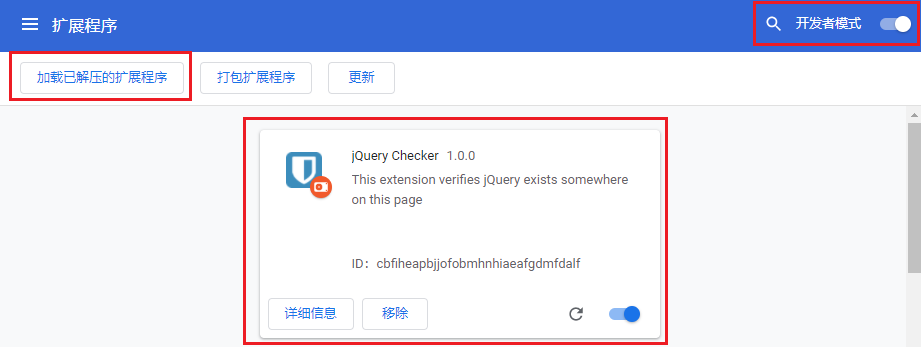 扩展程序
开发者模式
加载已解压的扩展程序
打包扩展程序
更新
jQuery Checker 1.0.0
This extension verifies jQuery exists somewhere
on this page
ID: cbfiheapbjjofobmhnhiaeafgdmfdalf
详细信息
移除